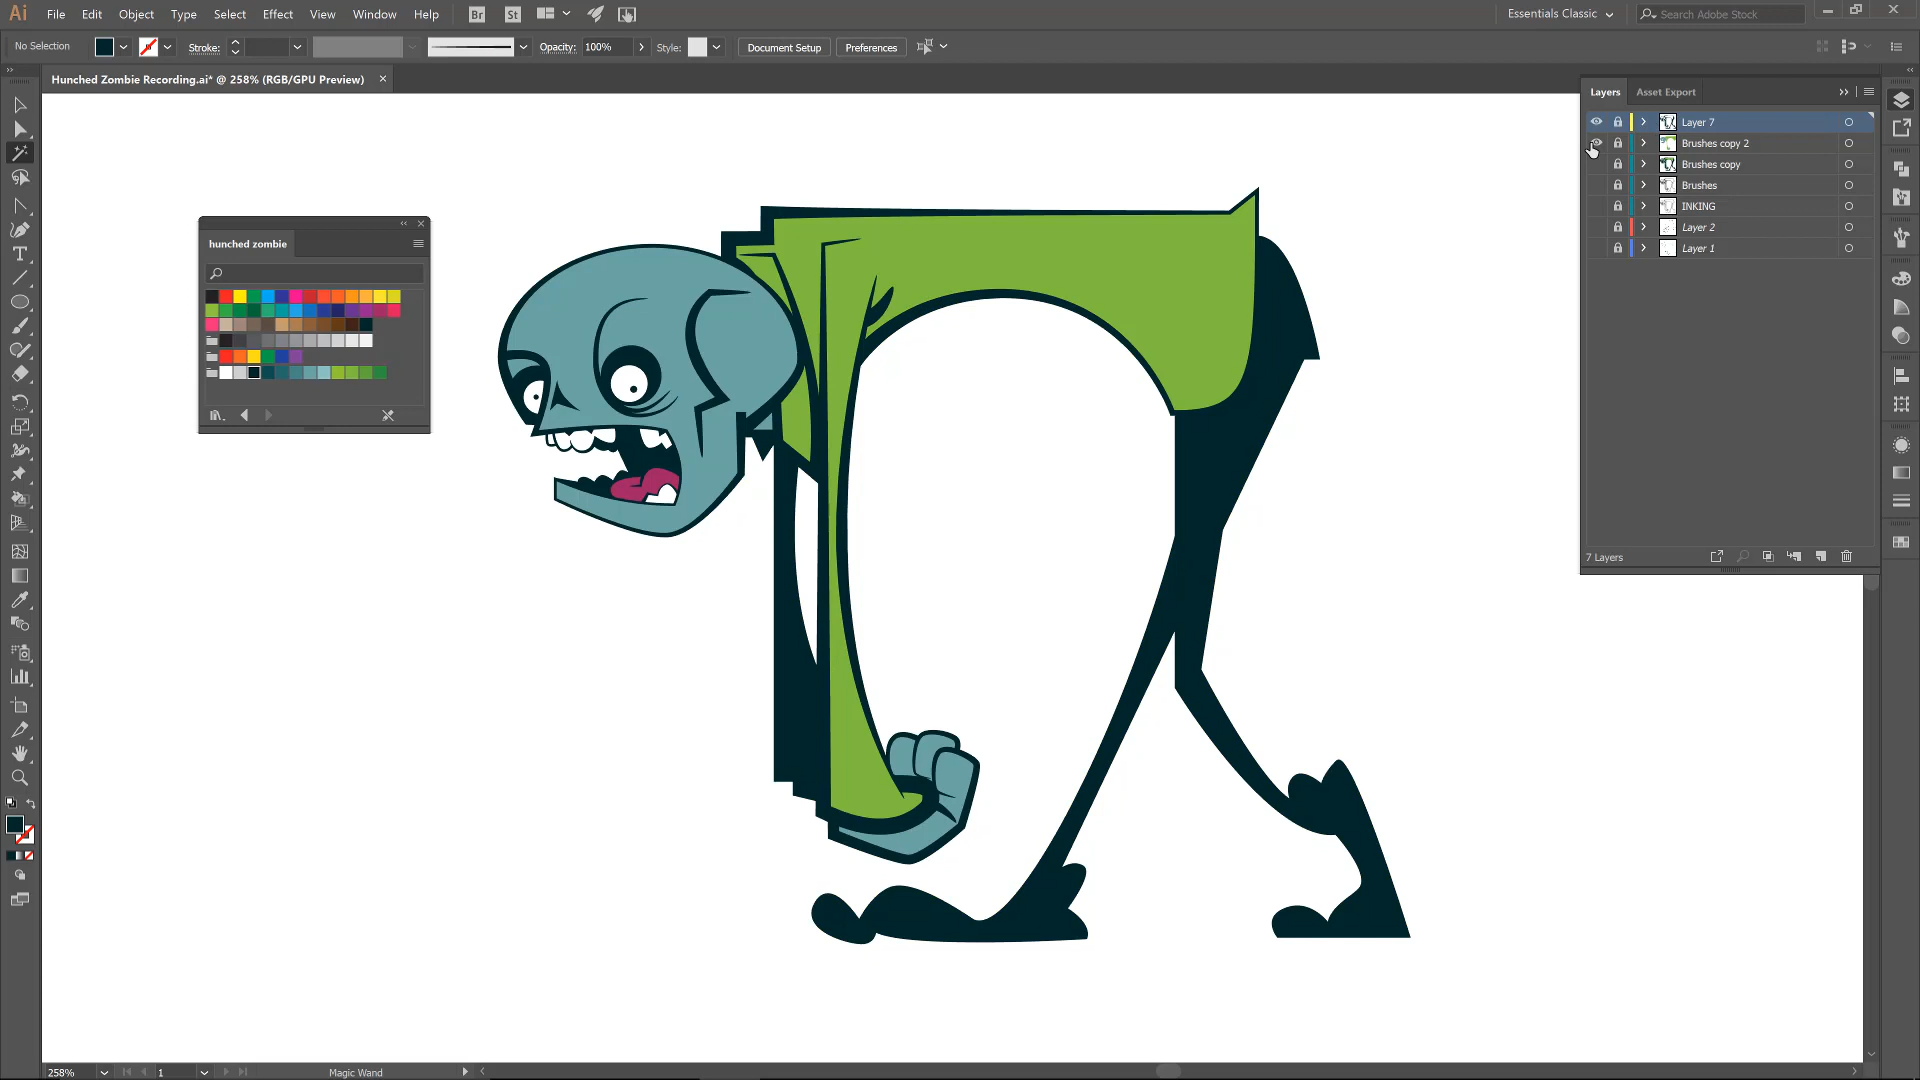 Ai File Edit Object Type Select Effect View Window Help Br St Essentials Classic Search Adobe Stock
No Selection Stroke: Opacity: 100% Style: Document Setup Preferences
Hunched Zombie Recording.ai* @ 258% (RGB/GPU Preview)
Layers Asset Export
Layer 7
Brushes copy 2
Brushes copy
Brushes
INKING
Layer 2
Layer 1
7 Layers
hunched zombie
258% 1 Magic Wand